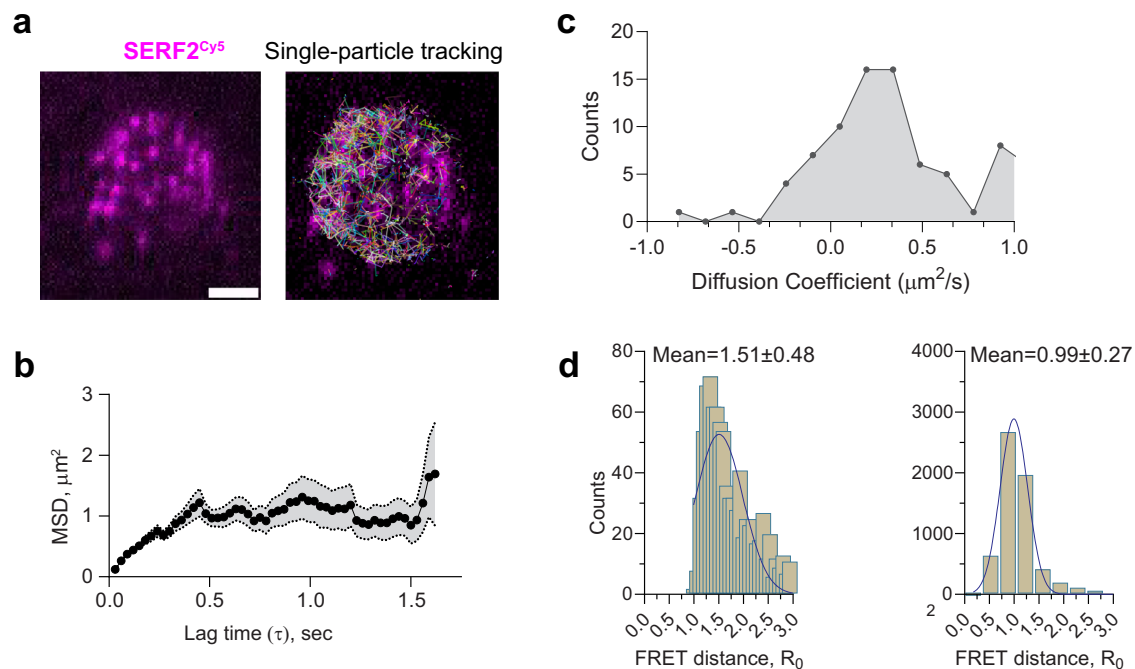 a
SERF2Cy5 Single-particle tracking
b
MSD, μm²
3
2
1
0
0.0 0.5 1.0 1.5
Lag time (τ), sec
c
Counts
20
15
10
5
0
-1.0 -0.5 0.0 0.5 1.0
Diffusion Coefficient (μm²/s)
d
Mean=1.51±0.48
Counts
80
60
40
20
0
0.0 0.5 1.0 1.5 2.0 2.5 3.0
FRET distance, R₀
Mean=0.99±0.27
4000
3000
2000
1000
0
2
0.0 0.5 1.0 1.5 2.0 2.5 3.0
FRET distance, R₀